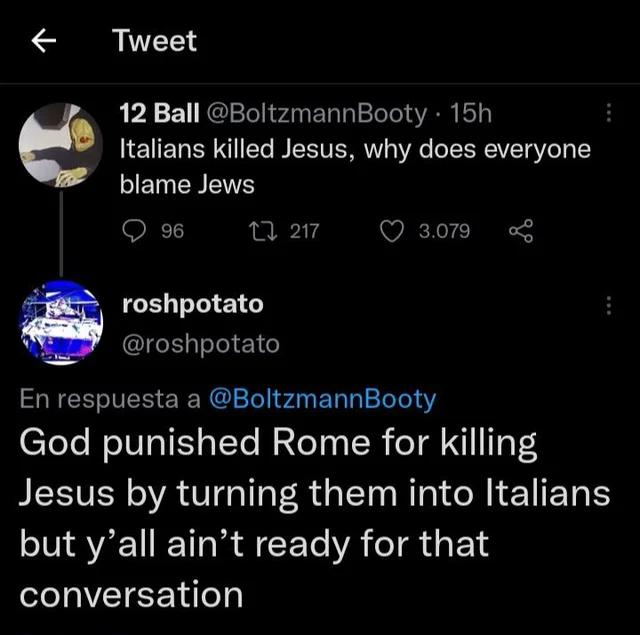 Tweet
12 Ball @BoltzmannBooty · 15h
Italians killed Jesus, why does everyone
blame Jews
96 217 3.079
roshpotato
@roshpotato
En respuesta a @BoltzmannBooty
God punished Rome for killing
Jesus by turning them into Italians
but y’all ain’t ready for that
conversation